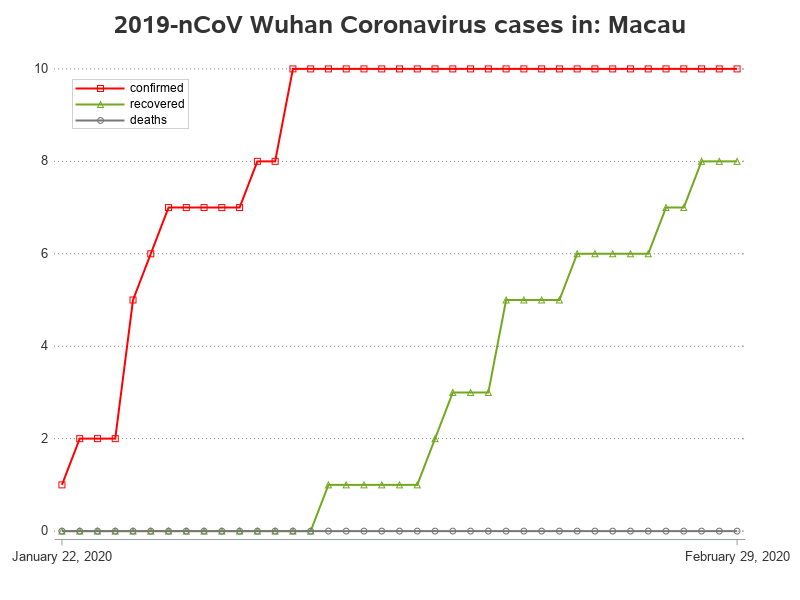 2019-nCoV Wuhan Coronavirus cases in: Macau
10
confirmed
recovered
deaths
8
6
4
2
0
January 22, 2020
February 29, 2020